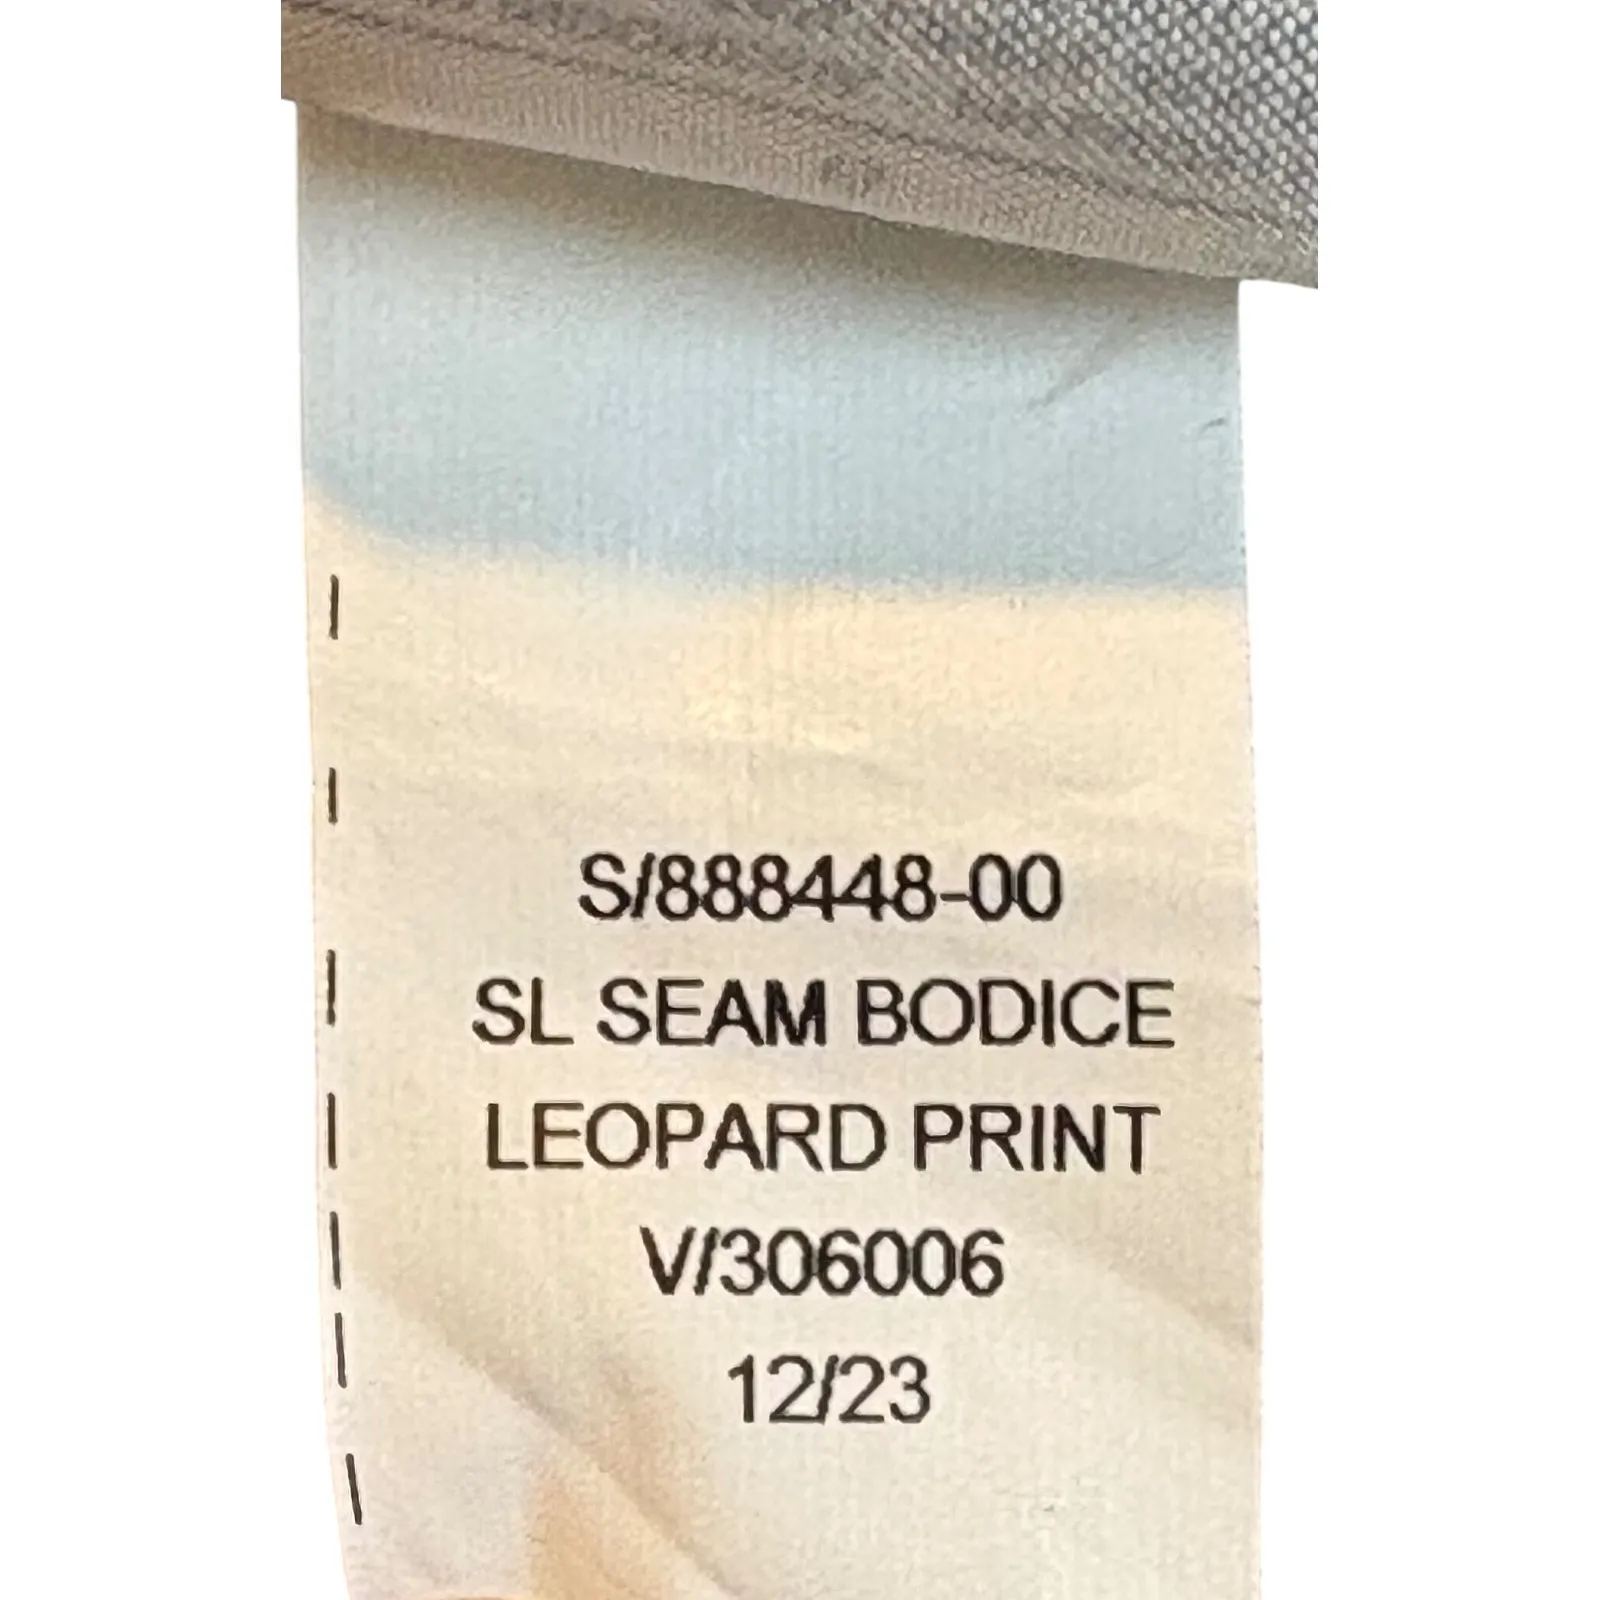 S/888448-00
SL SEAM BODICE
LEOPARD PRINT
V/306006
12/23